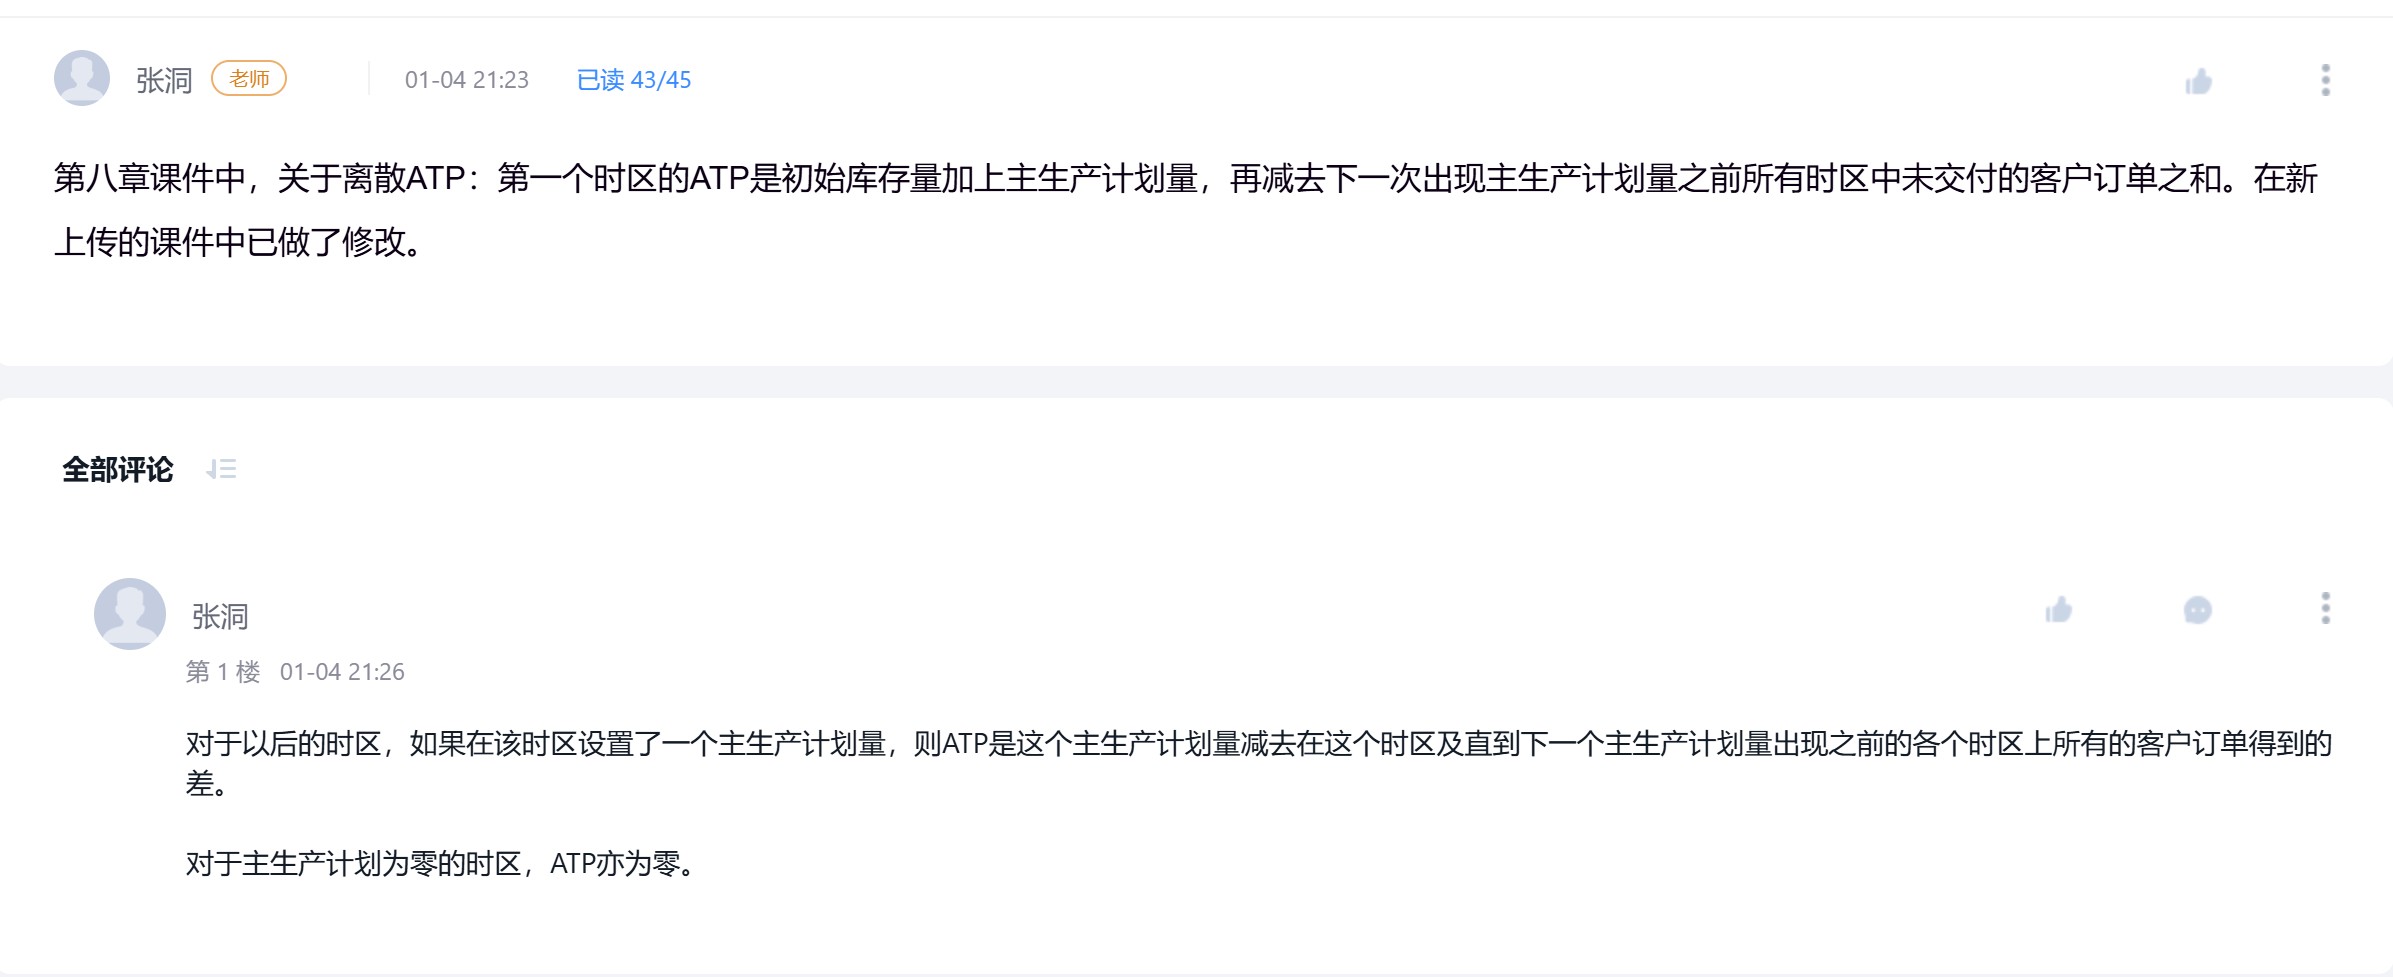 张洞 老师 01-04 21:23 已读 43/45
第八章课件中，关于离散ATP：第一个时区的ATP是初始库存量加上主生产计划量，再减去下一次出现主生产计划量之前所有时区中未交付的客户订单之和。在新
上传的课件中已做了修改。
全部评论
张洞
第 1 楼 01-04 21:26
对于以后的时区，如果在该时区设置了一个主生产计划量，则ATP是这个主生产计划量减去在这个时区及直到下一个主生产计划量出现之前的各个时区上所有的客户订单得到的
差。
对于主生产计划为零的时区，ATP亦为零。